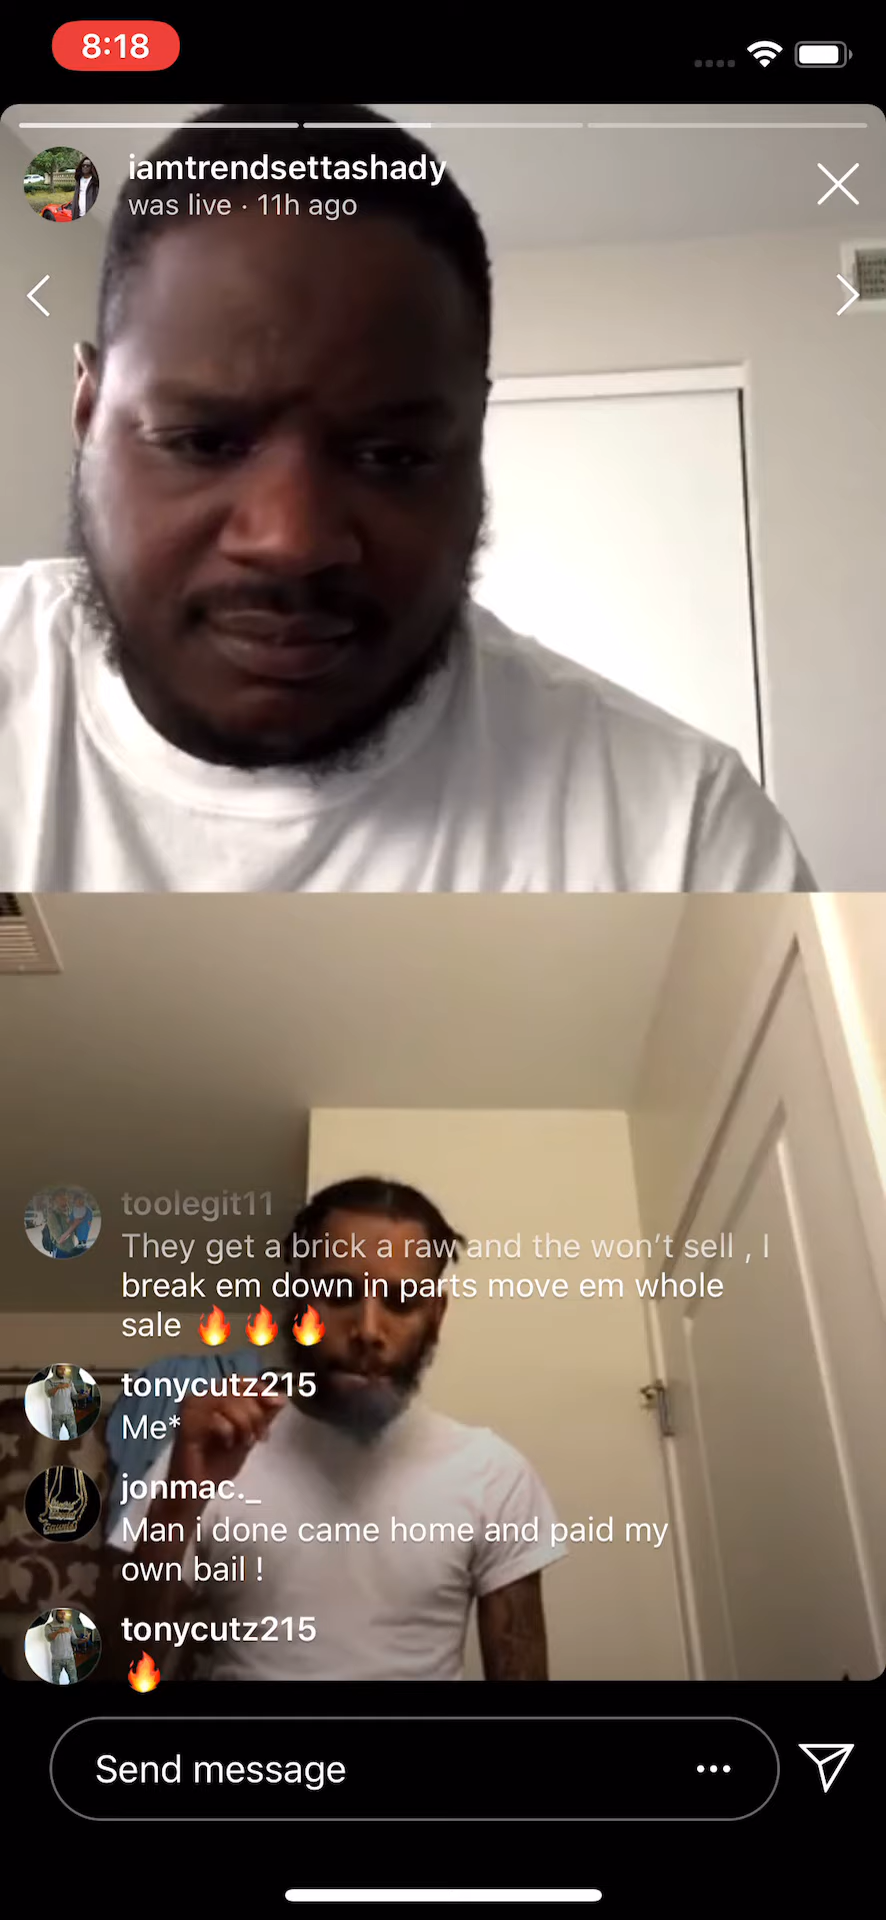 8:18
iamtrendsettashady
was live · 11h ago
toolegit11
They get a brick a raw and the won't sell , I
break em down in parts move em whole
sale 🔥 🔥 🔥
tonycutz215
Me*
jonmac._
Man i done came home and paid my
own bail !
tonycutz215
🔥
Send message